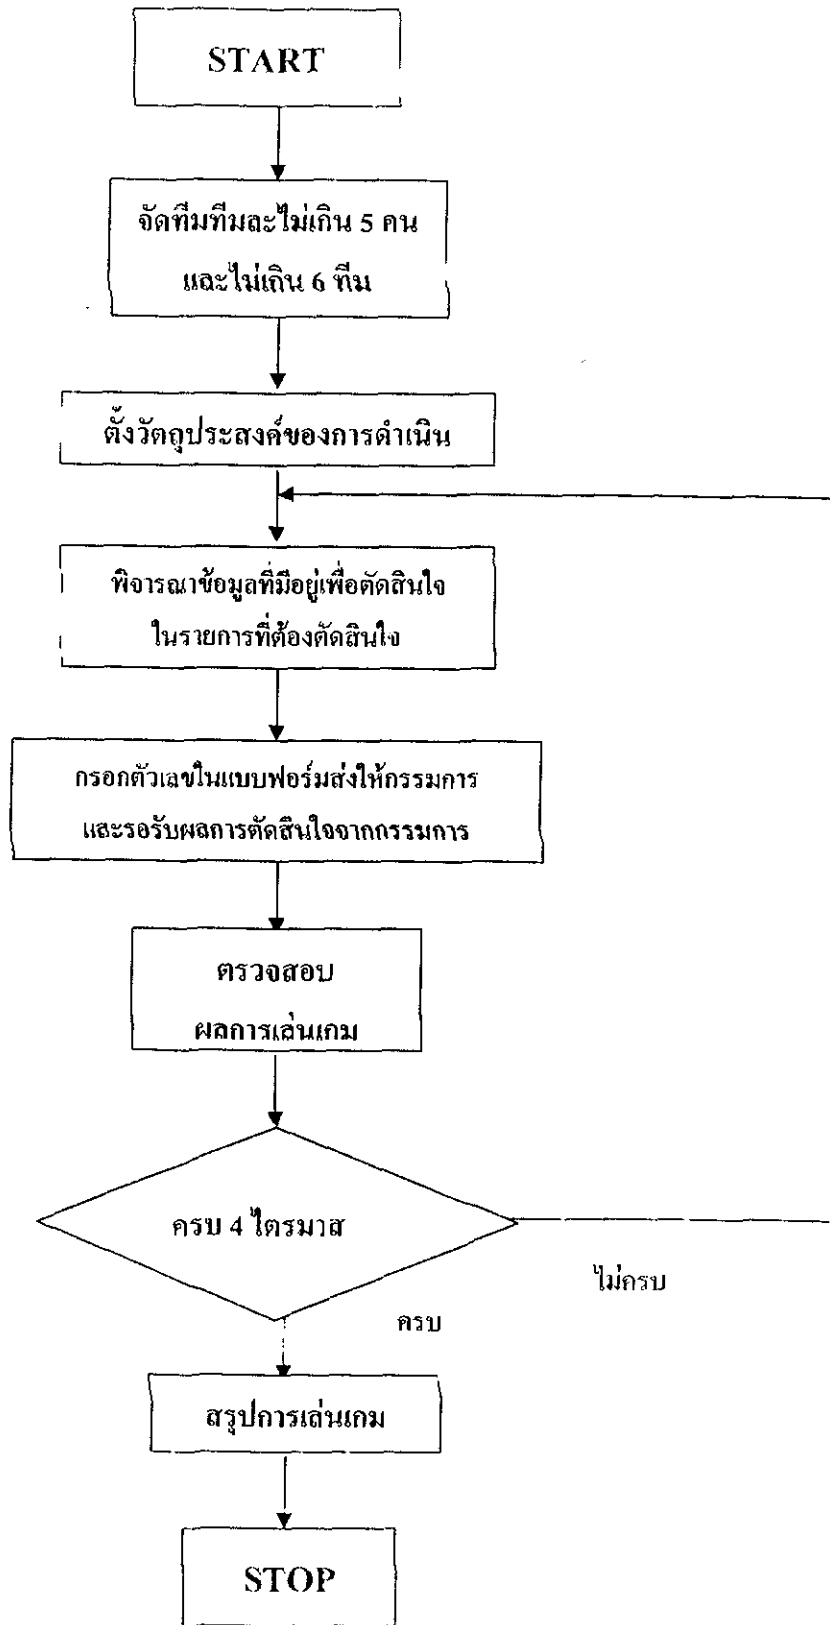 START
จัดทีมทีมละไม่เกิน 5 คน
และไม่เกิน 6 ทีม
ตั้งวัตถุประสงค์ของการดำเนิน
พิจารณาข้อมูลที่มีอยู่เพื่อตัดสินใจ
ในรายการที่ต้องตัดสินใจ
กรอกตัวเลขในแบบฟอร์มส่งให้กรรมการ
และรอรับผลการตัดสินใจจากกรรมการ
ตรวจสอบ
ผลการเล่นเกม
ครบ 4 ไตรมาส
ไม่ครบ
ครบ
สรุปการเล่นเกม
STOP